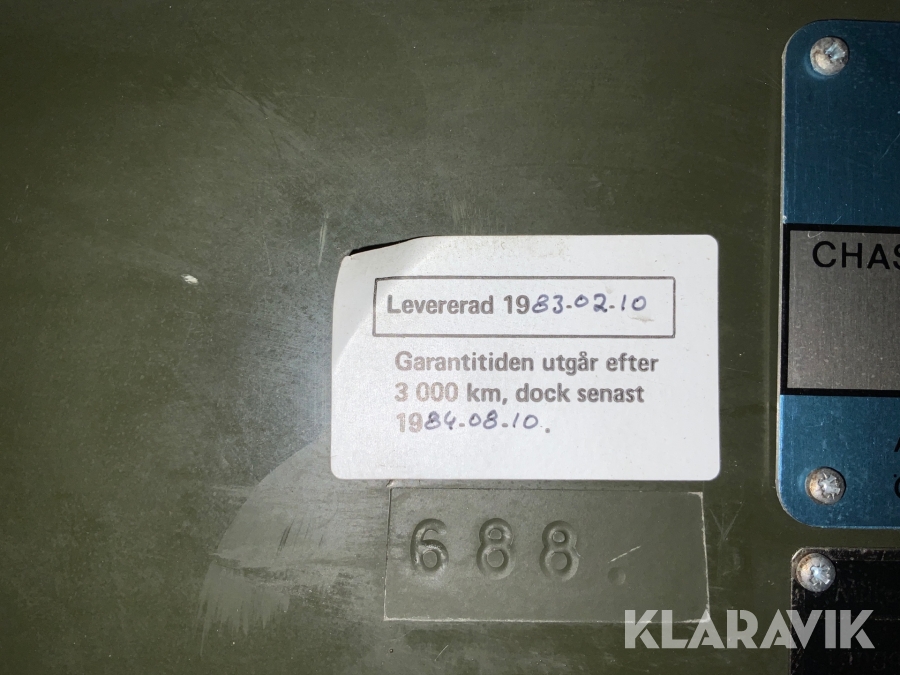 Levererad 1983-02-10
Garantitiden utgår efter
3 000 km, dock senast
1984-08-10.
688.
CHAS
KLARAVIK